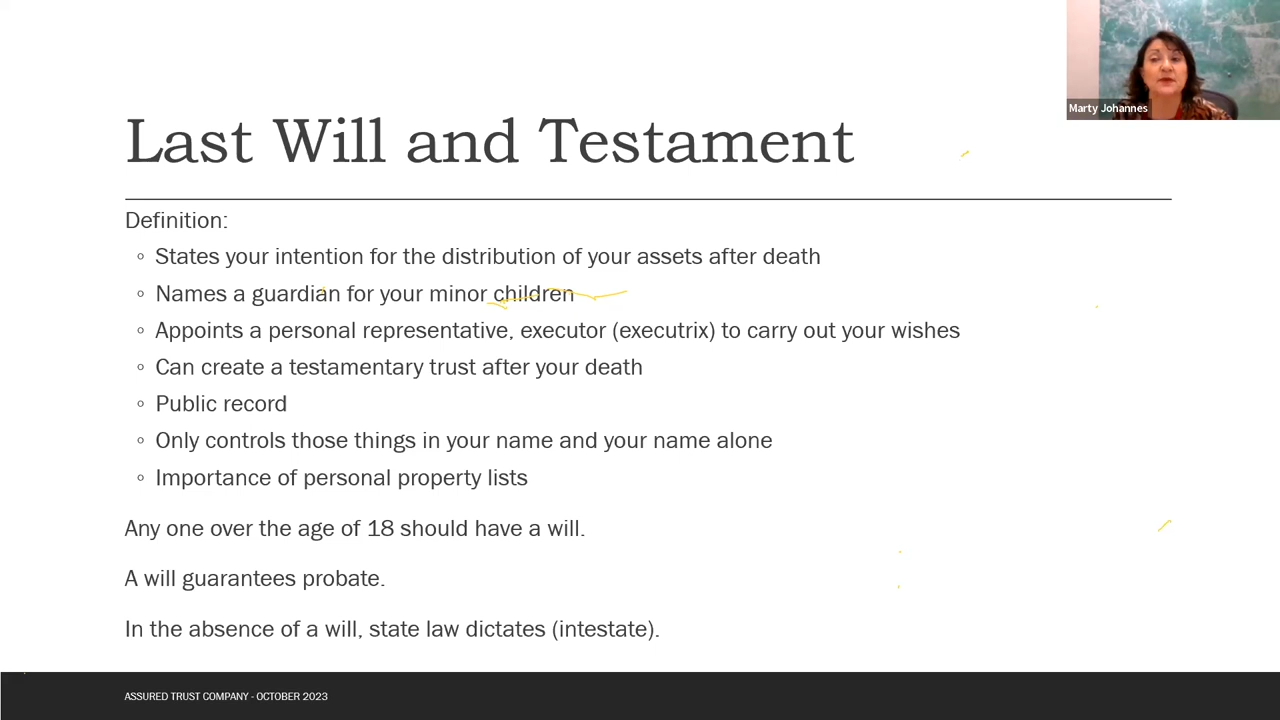 Marty Johannes
Last Will and Testament
Definition:
◦ States your intention for the distribution of your assets after death
◦ Names a guardian for your minor children
◦ Appoints a personal representative, executor (executrix) to carry out your wishes
◦ Can create a testamentary trust after your death
◦ Public record
◦ Only controls those things in your name and your name alone
◦ Importance of personal property lists
Any one over the age of 18 should have a will.
A will guarantees probate.
In the absence of a will, state law dictates (intestate).
ASSURED TRUST COMPANY - OCTOBER 2023